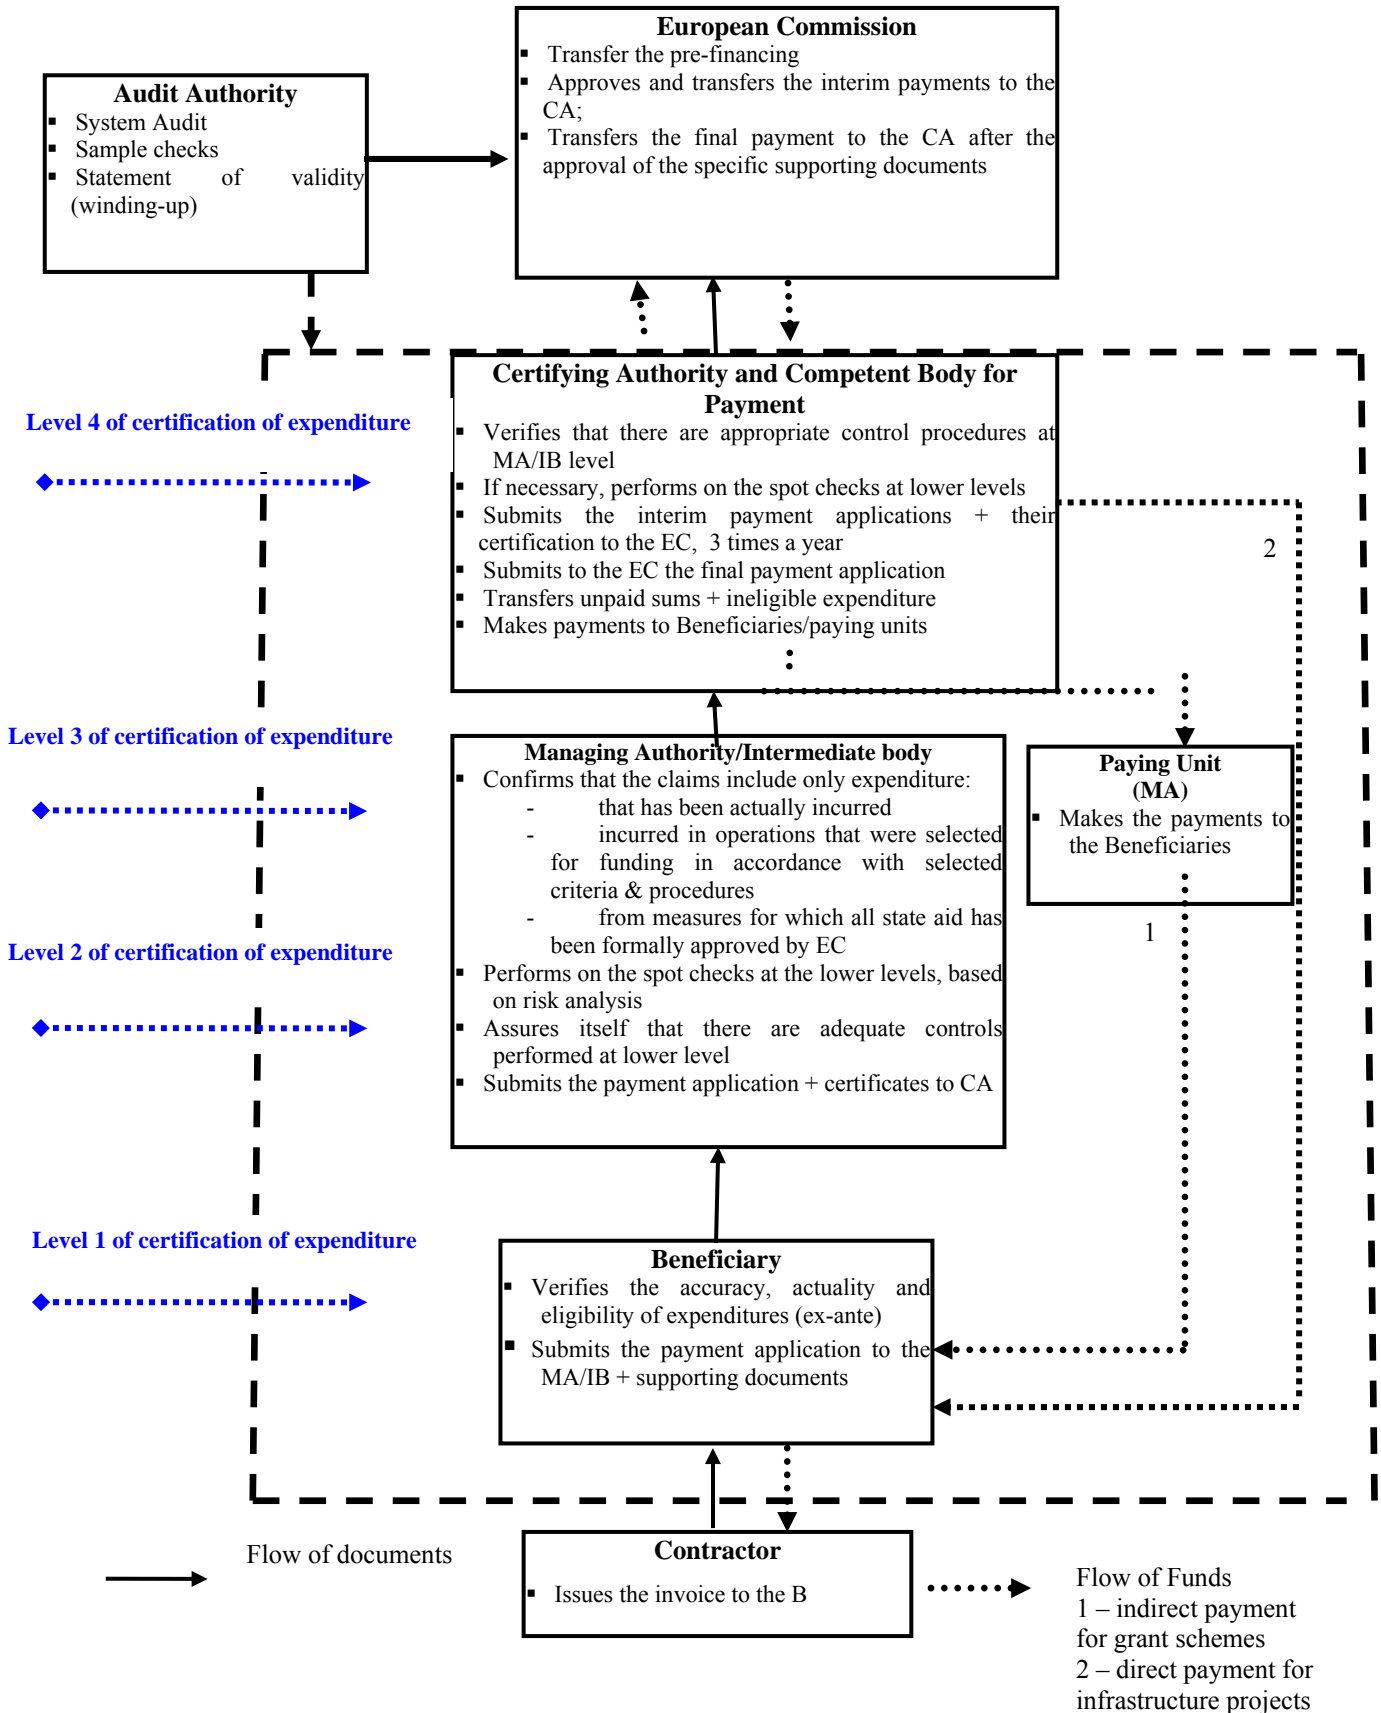 European Commission
▪ Transfer the pre-financing
▪ Approves and transfers the interim payments to the
CA;
▪ Transfers the final payment to the CA after the
approval of the specific supporting documents
Audit Authority
▪ System Audit
▪ Sample checks
▪ Statement of validity
(winding-up)
Certifying Authority and Competent Body for
Payment
▪ Verifies that there are appropriate control procedures at
MA/IB level
▪ If necessary, performs on the spot checks at lower levels
▪ Submits the interim payment applications + their
certification to the EC, 3 times a year
▪ Submits to the EC the final payment application
▪ Transfers unpaid sums + ineligible expenditure
▪ Makes payments to Beneficiaries/paying units
Level 4 of certification of expenditure
2
Level 3 of certification of expenditure
Managing Authority/Intermediate body
▪ Confirms that the claims include only expenditure:
- that has been actually incurred
- incurred in operations that were selected
for funding in accordance with selected
criteria & procedures
- from measures for which all state aid has
been formally approved by EC
▪ Performs on the spot checks at the lower levels, based
on risk analysis
▪ Assures itself that there are adequate controls
performed at lower level
▪ Submits the payment application + certificates to CA
Paying Unit
(MA)
▪ Makes the payments to
the Beneficiaries
1
Level 2 of certification of expenditure
Level 1 of certification of expenditure
Beneficiary
▪ Verifies the accuracy, actuality and
eligibility of expenditures (ex-ante)
▪ Submits the payment application to the
MA/IB + supporting documents
Contractor
▪ Issues the invoice to the B
Flow of documents
Flow of Funds
1 – indirect payment
for grant schemes
2 – direct payment for
infrastructure projects